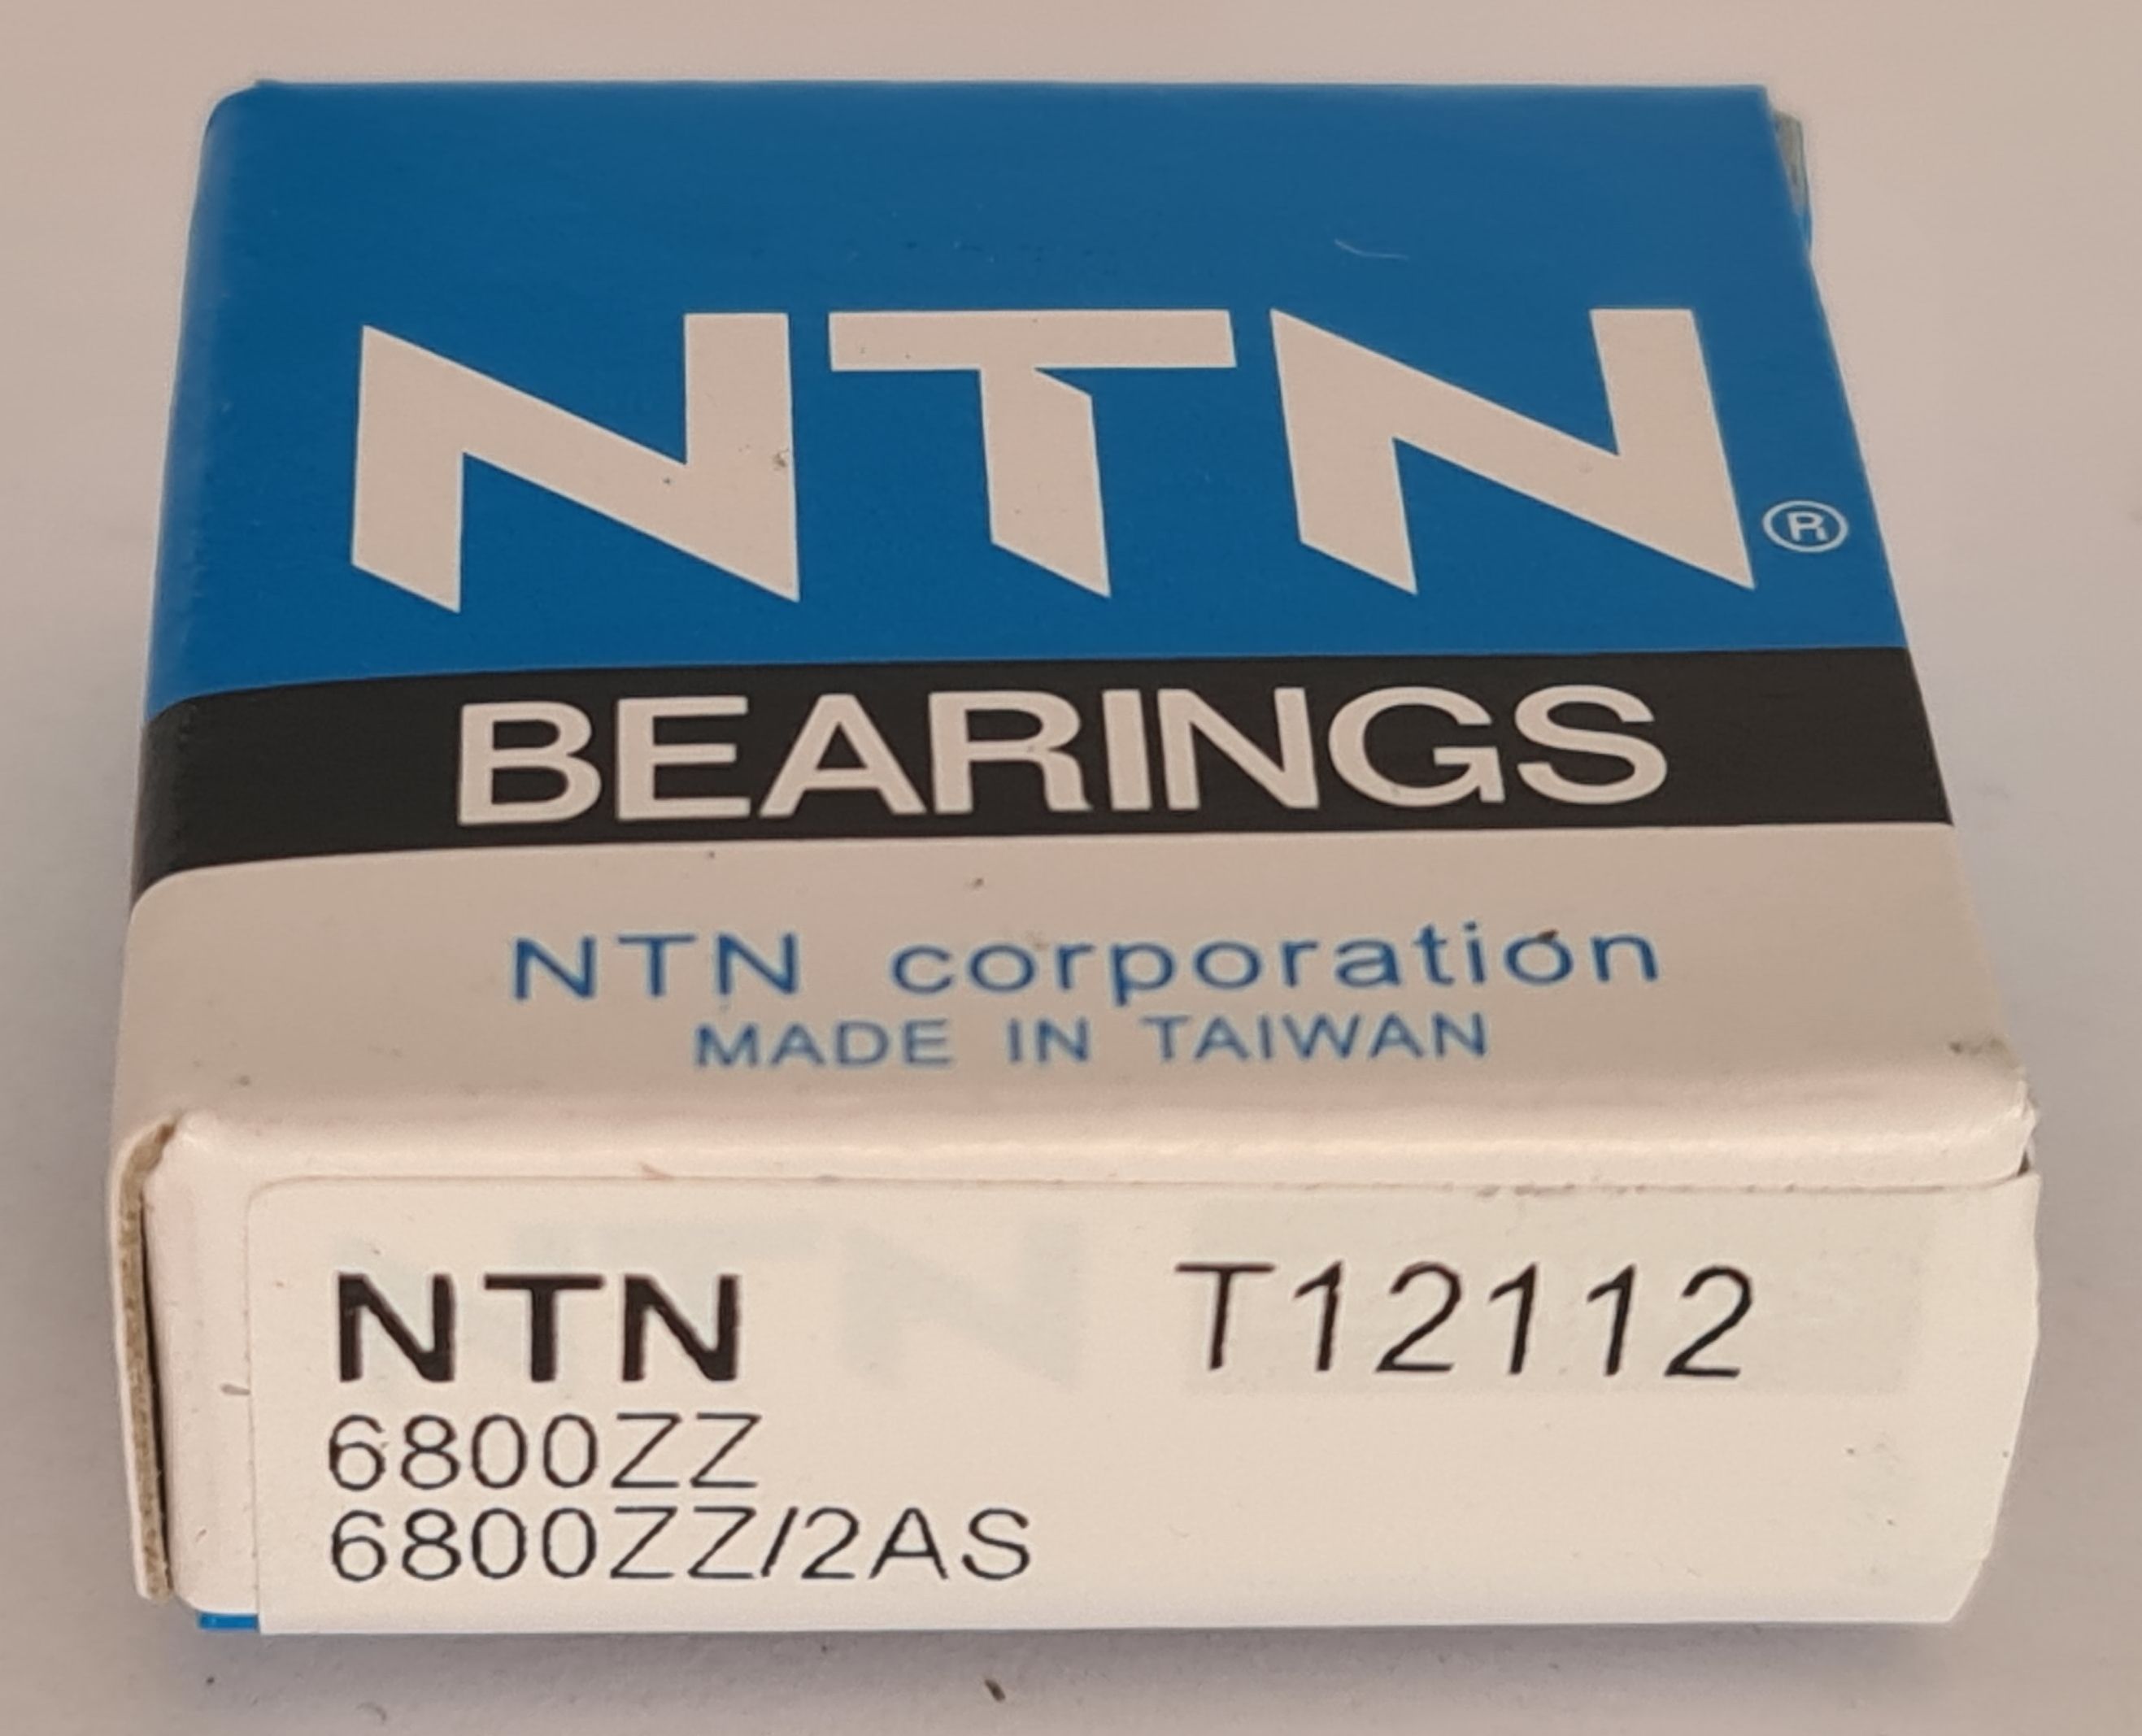 NTN®
BEARINGS
NTN corporation
MADE IN TAIWAN
NTN T12112
6800ZZ
6800ZZ/2AS